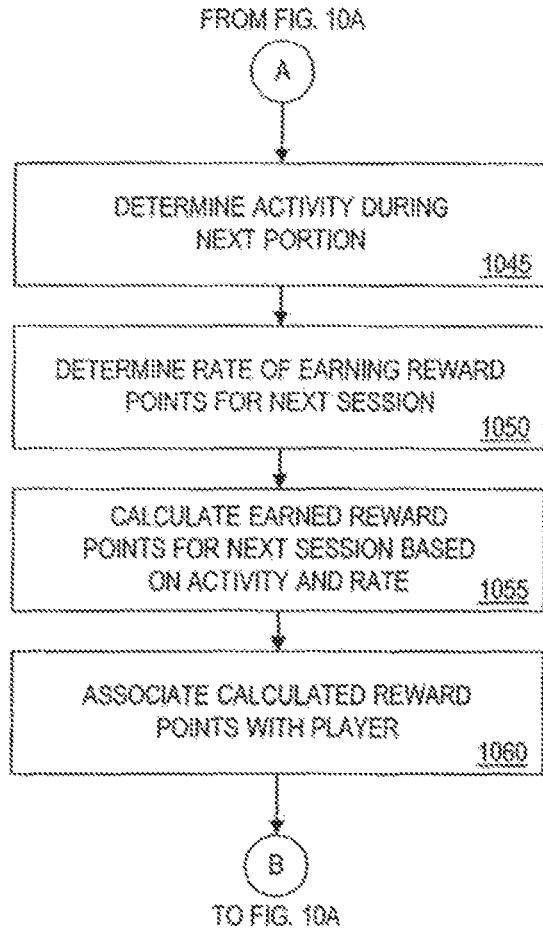 FROM FIG. 10A
A
DETERMINE ACTIVITY DURING
NEXT PORTION
1045
DETERMINE RATE OF EARNING REWARD
POINTS FOR NEXT SESSION
1050
CALCULATE EARNED REWARD
POINTS FOR NEXT SESSION BASED
ON ACTIVITY AND RATE
1055
ASSOCIATE CALCULATED REWARD
POINTS WITH PLAYER
1060
B
TO FIG. 10A